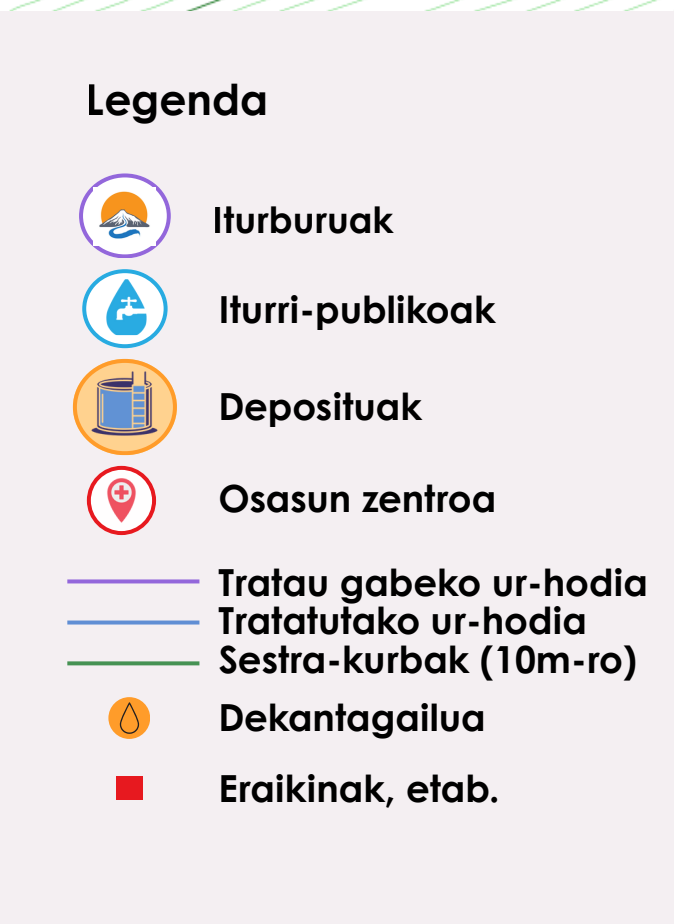 Legenda
Iturburuak
Iturri-publikoak
Deposituak
Osasun zentroa
Tratau gabeko ur-hodia
Tratatutako ur-hodia
Sestra-kurbak (10m-ro)
Dekantagailua
Eraikinak, etab.